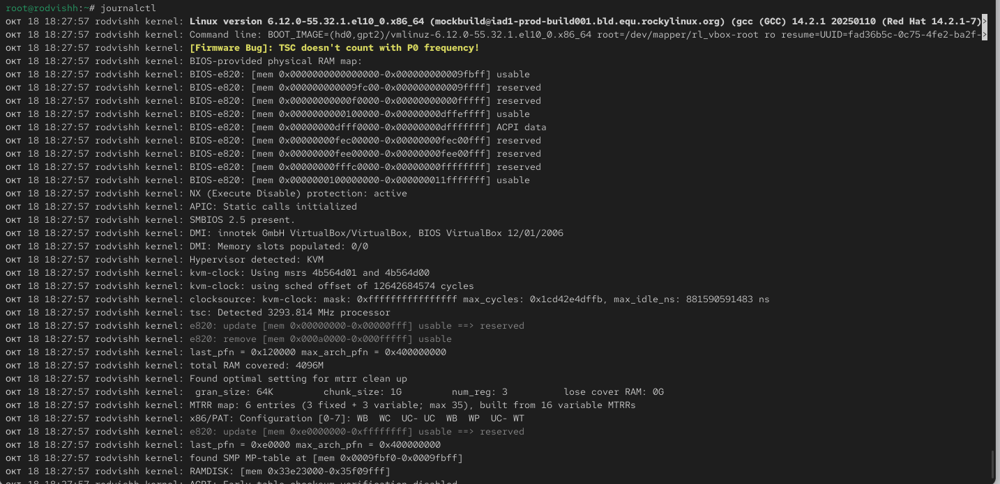 root@rodvishh:~# journalctl
окт 18 18:27:57 rodvishh kernel: Linux version 6.12.0-55.32.1.el10_0.x86_64 (mockbuild@iad1-prod-build001.bld.equ.rockylinux.org) (gcc (GCC) 14.2.1 20250110 (Red Hat 14.2.1-7)>
окт 18 18:27:57 rodvishh kernel: Command line: BOOT_IMAGE=(hd0,gpt2)/vmlinuz-6.12.0-55.32.1.el10_0.x86_64 root=/dev/mapper/rl_vbox-root ro resume=UUID=fad36b5c-0c75-4fe2-ba2f->
окт 18 18:27:57 rodvishh kernel: [Firmware Bug]: TSC doesn't count with P0 frequency!
окт 18 18:27:57 rodvishh kernel: BIOS-provided physical RAM map:
окт 18 18:27:57 rodvishh kernel: BIOS-e820: [mem 0x0000000000000000-0x000000000009fbff] usable
окт 18 18:27:57 rodvishh kernel: BIOS-e820: [mem 0x000000000009fc00-0x000000000009ffff] reserved
окт 18 18:27:57 rodvishh kernel: BIOS-e820: [mem 0x00000000000f0000-0x00000000000fffff] reserved
окт 18 18:27:57 rodvishh kernel: BIOS-e820: [mem 0x0000000000100000-0x00000000dffeffff] usable
окт 18 18:27:57 rodvishh kernel: BIOS-e820: [mem 0x00000000dfff0000-0x00000000dfffffff] ACPI data
окт 18 18:27:57 rodvishh kernel: BIOS-e820: [mem 0x00000000fec00000-0x00000000fec00fff] reserved
окт 18 18:27:57 rodvishh kernel: BIOS-e820: [mem 0x00000000fee00000-0x00000000fee00fff] reserved
окт 18 18:27:57 rodvishh kernel: BIOS-e820: [mem 0x00000000fffc0000-0x00000000ffffffff] reserved
окт 18 18:27:57 rodvishh kernel: BIOS-e820: [mem 0x0000000100000000-0x000000011fffffff] usable
окт 18 18:27:57 rodvishh kernel: NX (Execute Disable) protection: active
окт 18 18:27:57 rodvishh kernel: APIC: Static calls initialized
окт 18 18:27:57 rodvishh kernel: SMBIOS 2.5 present.
окт 18 18:27:57 rodvishh kernel: DMI: innotek GmbH VirtualBox/VirtualBox, BIOS VirtualBox 12/01/2006
окт 18 18:27:57 rodvishh kernel: DMI: Memory slots populated: 0/0
окт 18 18:27:57 rodvishh kernel: Hypervisor detected: KVM
окт 18 18:27:57 rodvishh kernel: kvm-clock: Using msrs 4b564d01 and 4b564d00
окт 18 18:27:57 rodvishh kernel: kvm-clock: using sched offset of 12642684574 cycles
окт 18 18:27:57 rodvishh kernel: clocksource: kvm-clock: mask: 0xffffffffffffffff max_cycles: 0x1cd42e4dffb, max_idle_ns: 881590591483 ns
окт 18 18:27:57 rodvishh kernel: tsc: Detected 3293.814 MHz processor
окт 18 18:27:57 rodvishh kernel: e820: update [mem 0x00000000-0x00000fff] usable ==> reserved
окт 18 18:27:57 rodvishh kernel: e820: remove [mem 0x000a0000-0x000fffff] usable
окт 18 18:27:57 rodvishh kernel: last_pfn = 0x120000 max_arch_pfn = 0x400000000
окт 18 18:27:57 rodvishh kernel: total RAM covered: 4096M
окт 18 18:27:57 rodvishh kernel: Found optimal setting for mtrr clean up
окт 18 18:27:57 rodvishh kernel:  gran_size: 64K         chunk_size: 1G         num_reg: 3          lose cover RAM: 0G
окт 18 18:27:57 rodvishh kernel: MTRR map: 6 entries (3 fixed + 3 variable; max 35), built from 16 variable MTRRs
окт 18 18:27:57 rodvishh kernel: x86/PAT: Configuration [0-7]: WB  WC  UC- UC  WB  WP  UC- WT
окт 18 18:27:57 rodvishh kernel: e820: update [mem 0xe0000000-0xffffffff] usable ==> reserved
окт 18 18:27:57 rodvishh kernel: last_pfn = 0xe0000 max_arch_pfn = 0x400000000
окт 18 18:27:57 rodvishh kernel: found SMP MP-table at [mem 0x0009fbf0-0x0009fbff]
окт 18 18:27:57 rodvishh kernel: RAMDISK: [mem 0x33e23000-0x35f09fff]
окт 18 18:27:57 rodvishh kernel: ACPI: Early table checksum verification disabled